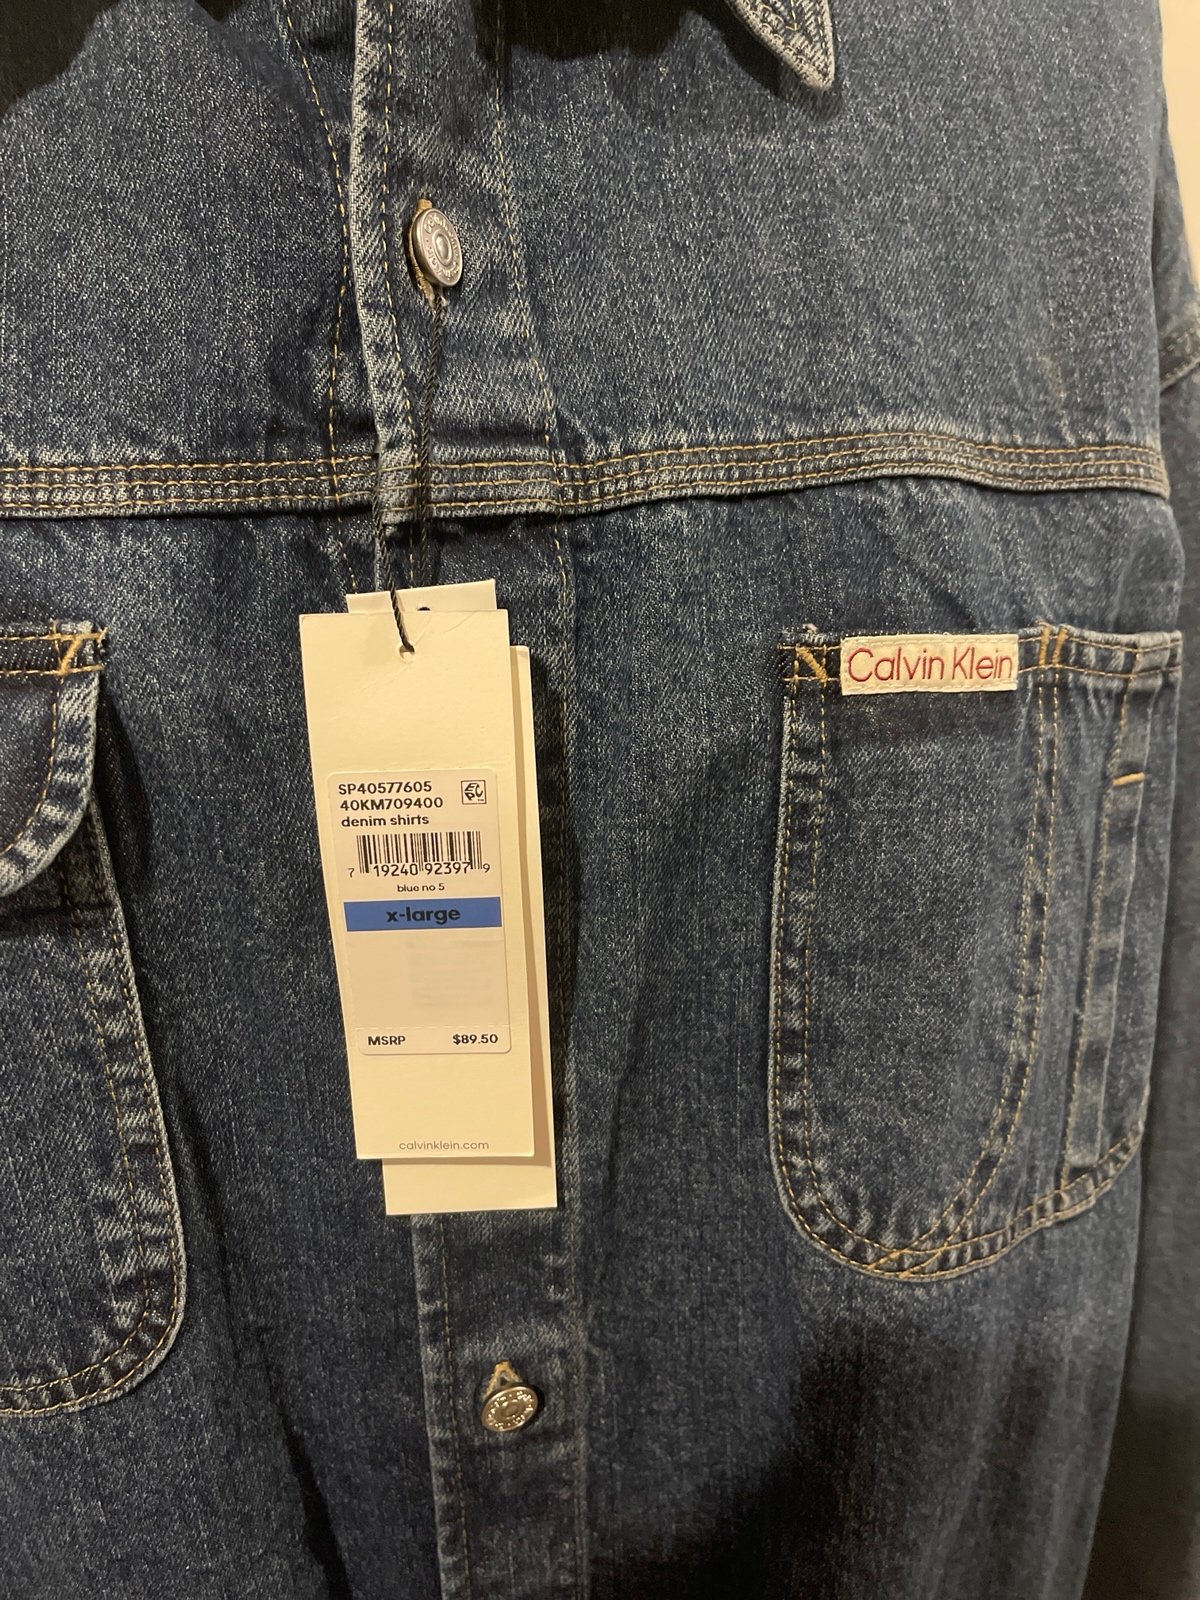 Calvin Klein
SP40577605
40KM709400
denim shirts
7 19240 92397 9
blue no 5
x-large
MSRP $89.50
calvinklein.com